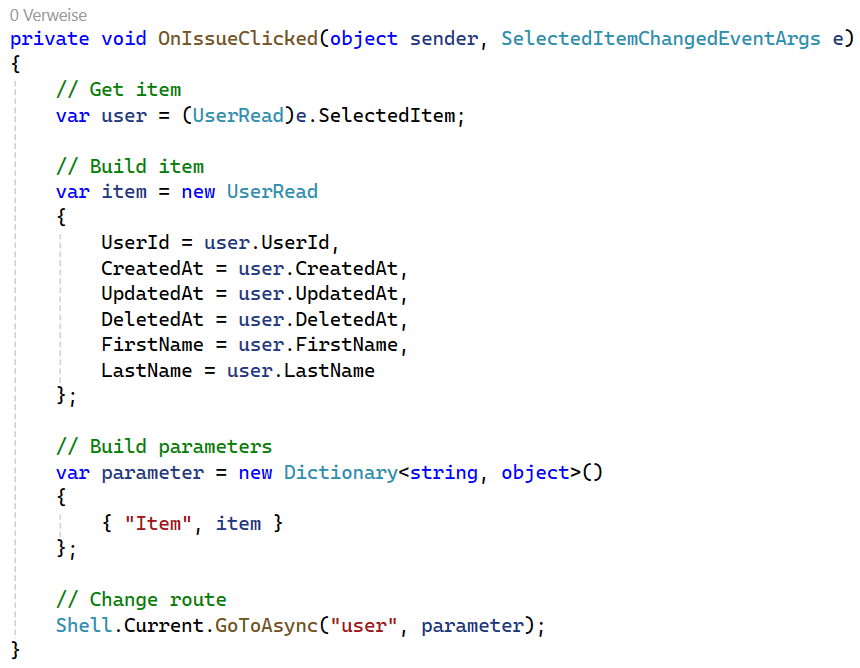 0 Verweise
private void OnIssueClicked(object sender, SelectedItemChangedEventArgs e)
{
    // Get item
    var user = (UserRead)e.SelectedItem;

    // Build item
    var item = new UserRead
    {
        UserId = user.UserId,
        CreatedAt = user.CreatedAt,
        UpdatedAt = user.UpdatedAt,
        DeletedAt = user.DeletedAt,
        FirstName = user.FirstName,
        LastName = user.LastName
    };

    // Build parameters
    var parameter = new Dictionary<string, object>()
    {
        { "Item", item }
    };

    // Change route
    Shell.Current.GoToAsync("user", parameter);
}